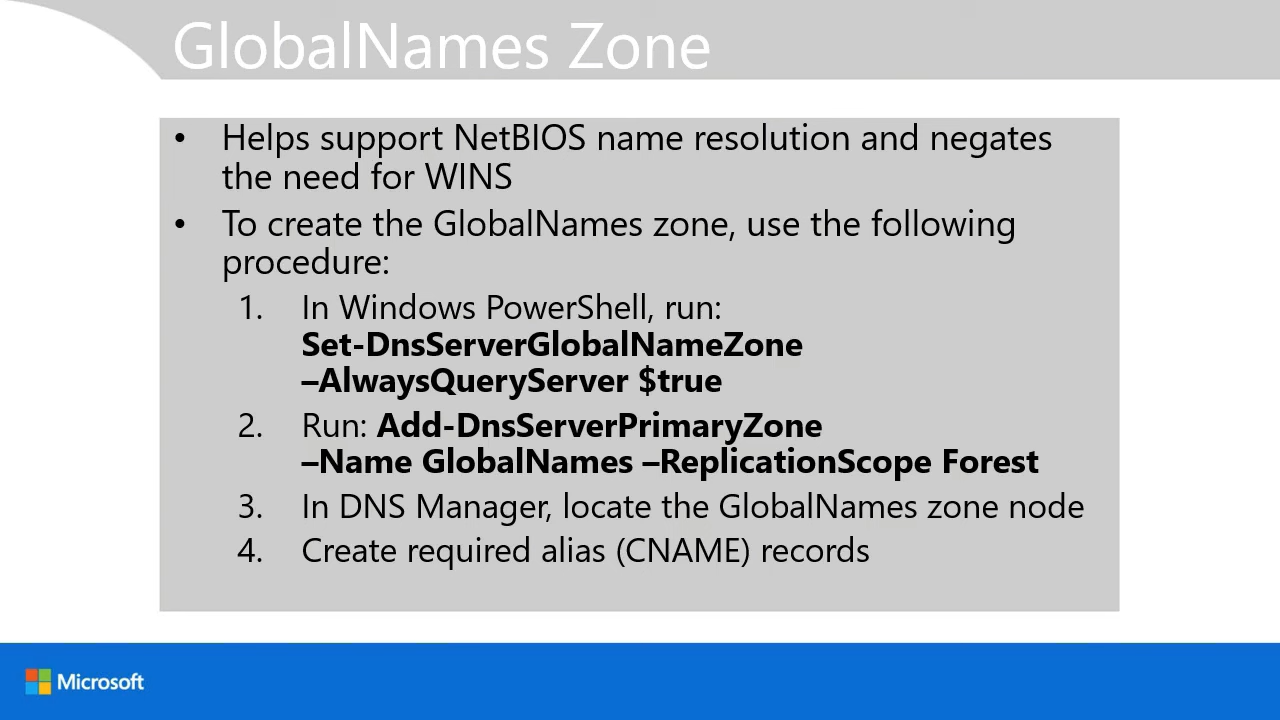 GlobalNames Zone
• Helps support NetBIOS name resolution and negates
the need for WINS
• To create the GlobalNames zone, use the following
procedure:
1. In Windows PowerShell, run:
Set-DnsServerGlobalNameZone
–AlwaysQueryServer $true
2. Run: Add-DnsServerPrimaryZone
–Name GlobalNames –ReplicationScope Forest
3. In DNS Manager, locate the GlobalNames zone node
4. Create required alias (CNAME) records
Microsoft